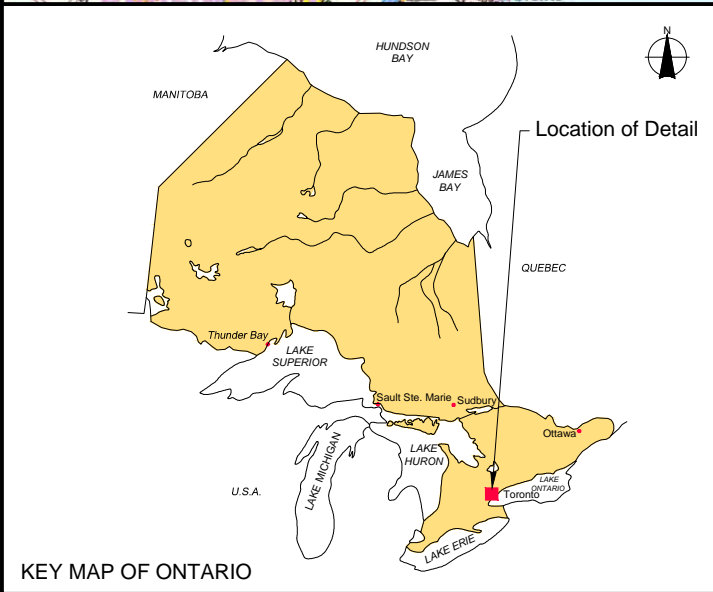 HUNDSON
BAY
N
MANITOBA
Location of Detail
JAMES
BAY
QUEBEC
Thunder Bay
LAKE
SUPERIOR
Sault Ste. Marie
Sudbury
Ottawa
LAKE
HURON
LAKE MICHIGAN
U.S.A.
LAKE
ONTARIO
Toronto
LAKE ERIE
KEY MAP OF ONTARIO